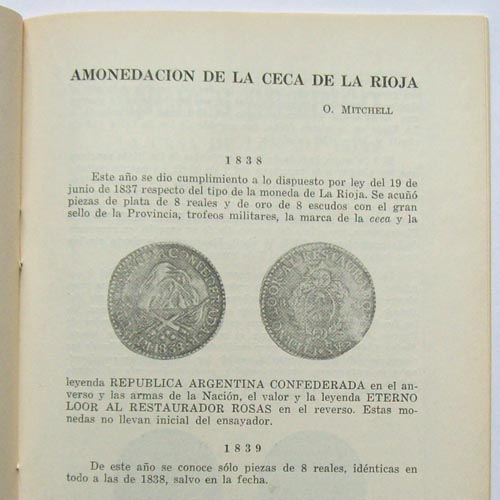 AMONEDACION DE LA CECA DE LA RIOJA
O. MITCHELL
1838
Este año se dio cumplimiento a lo dispuesto por ley del 19 de
junio de 1837 respecto del tipo de la moneda de La Rioja. Se acuñó
piezas de plata de 8 reales y de oro de 8 escudos con el gran
sello de la Provincia, trofeos militares, la marca de la ceca y la
leyenda REPUBLICA ARGENTINA CONFEDERADA en el an-
verso y las armas de la Nación, el valor y la leyenda ETERNO
LOOR AL RESTAURADOR ROSAS en el reverso. Estas mo-
nedas no llevan inicial del ensayador.
1839
De este año se conoce sólo piezas de 8 reales, idénticas en
todo a las de 1838, salvo en la fecha.